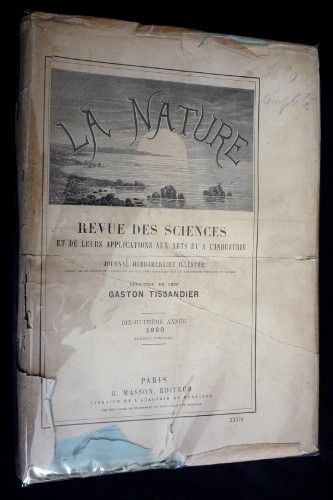 LA NATURE
REVUE DES SCIENCES
ET DE LEURS APPLICATIONS AUX ARTS ET A L'INDUSTRIE
JOURNAL HEBDOMADAIRE ILLUSTRÉ
RÉDACTEUR EN CHEF
GASTON TISSANDIER
DIX-HUITIÈME ANNÉE
1890
PARIS
G. MASSON, ÉDITEUR
LIBRAIRE DE L'ACADÉMIE DE MÉDECINE